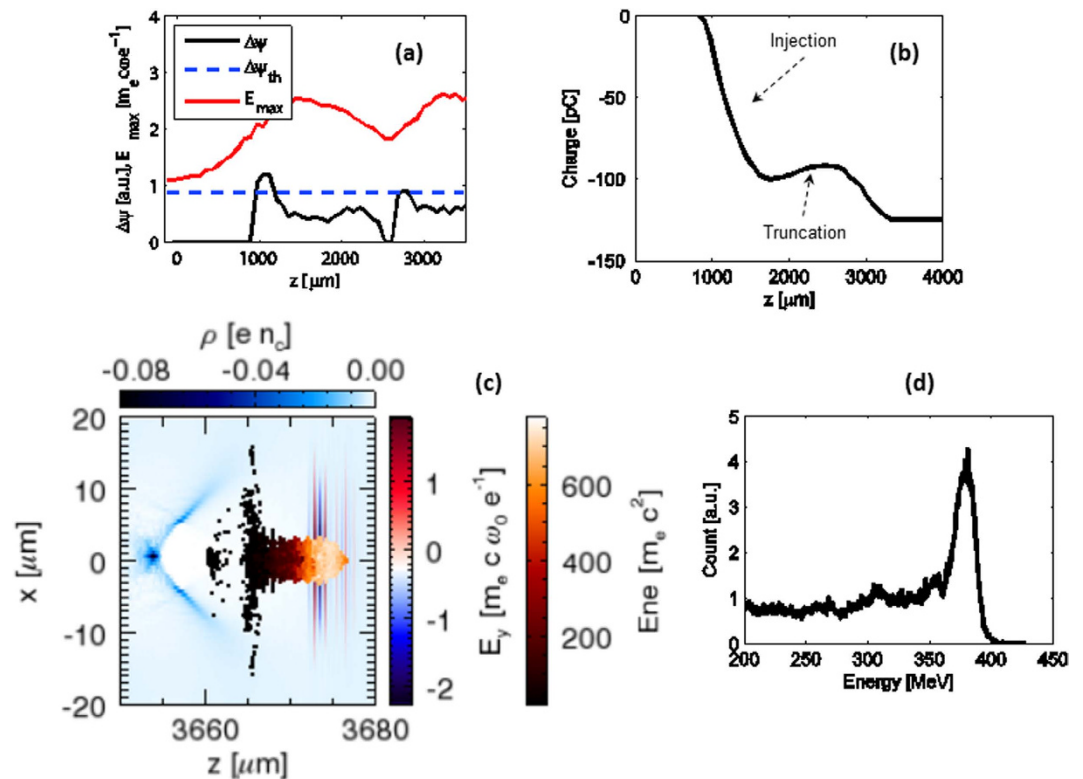 (a)
Δψ
Δψth
Emax
Δψ [a.u.], Emax [mecωe-1]
4
3
2
1
0
0 1000 2000 3000
z [μm]
(b)
Injection
Truncation
Charge [pC]
0
-50
-100
-150
0 1000 2000 3000 4000
z [μm]
ρ [e nc]
-0.08 -0.04 0.00
(c)
x [μm]
20
10
0
-10
-20
3660 3680
z [μm]
1
0
-1
-2
Ey [me c ω0 e-1]
600
400
200
Ene [me c2]
(d)
Count [a.u.]
5
4
3
2
1
0
200 250 300 350 400 450
Energy [MeV]